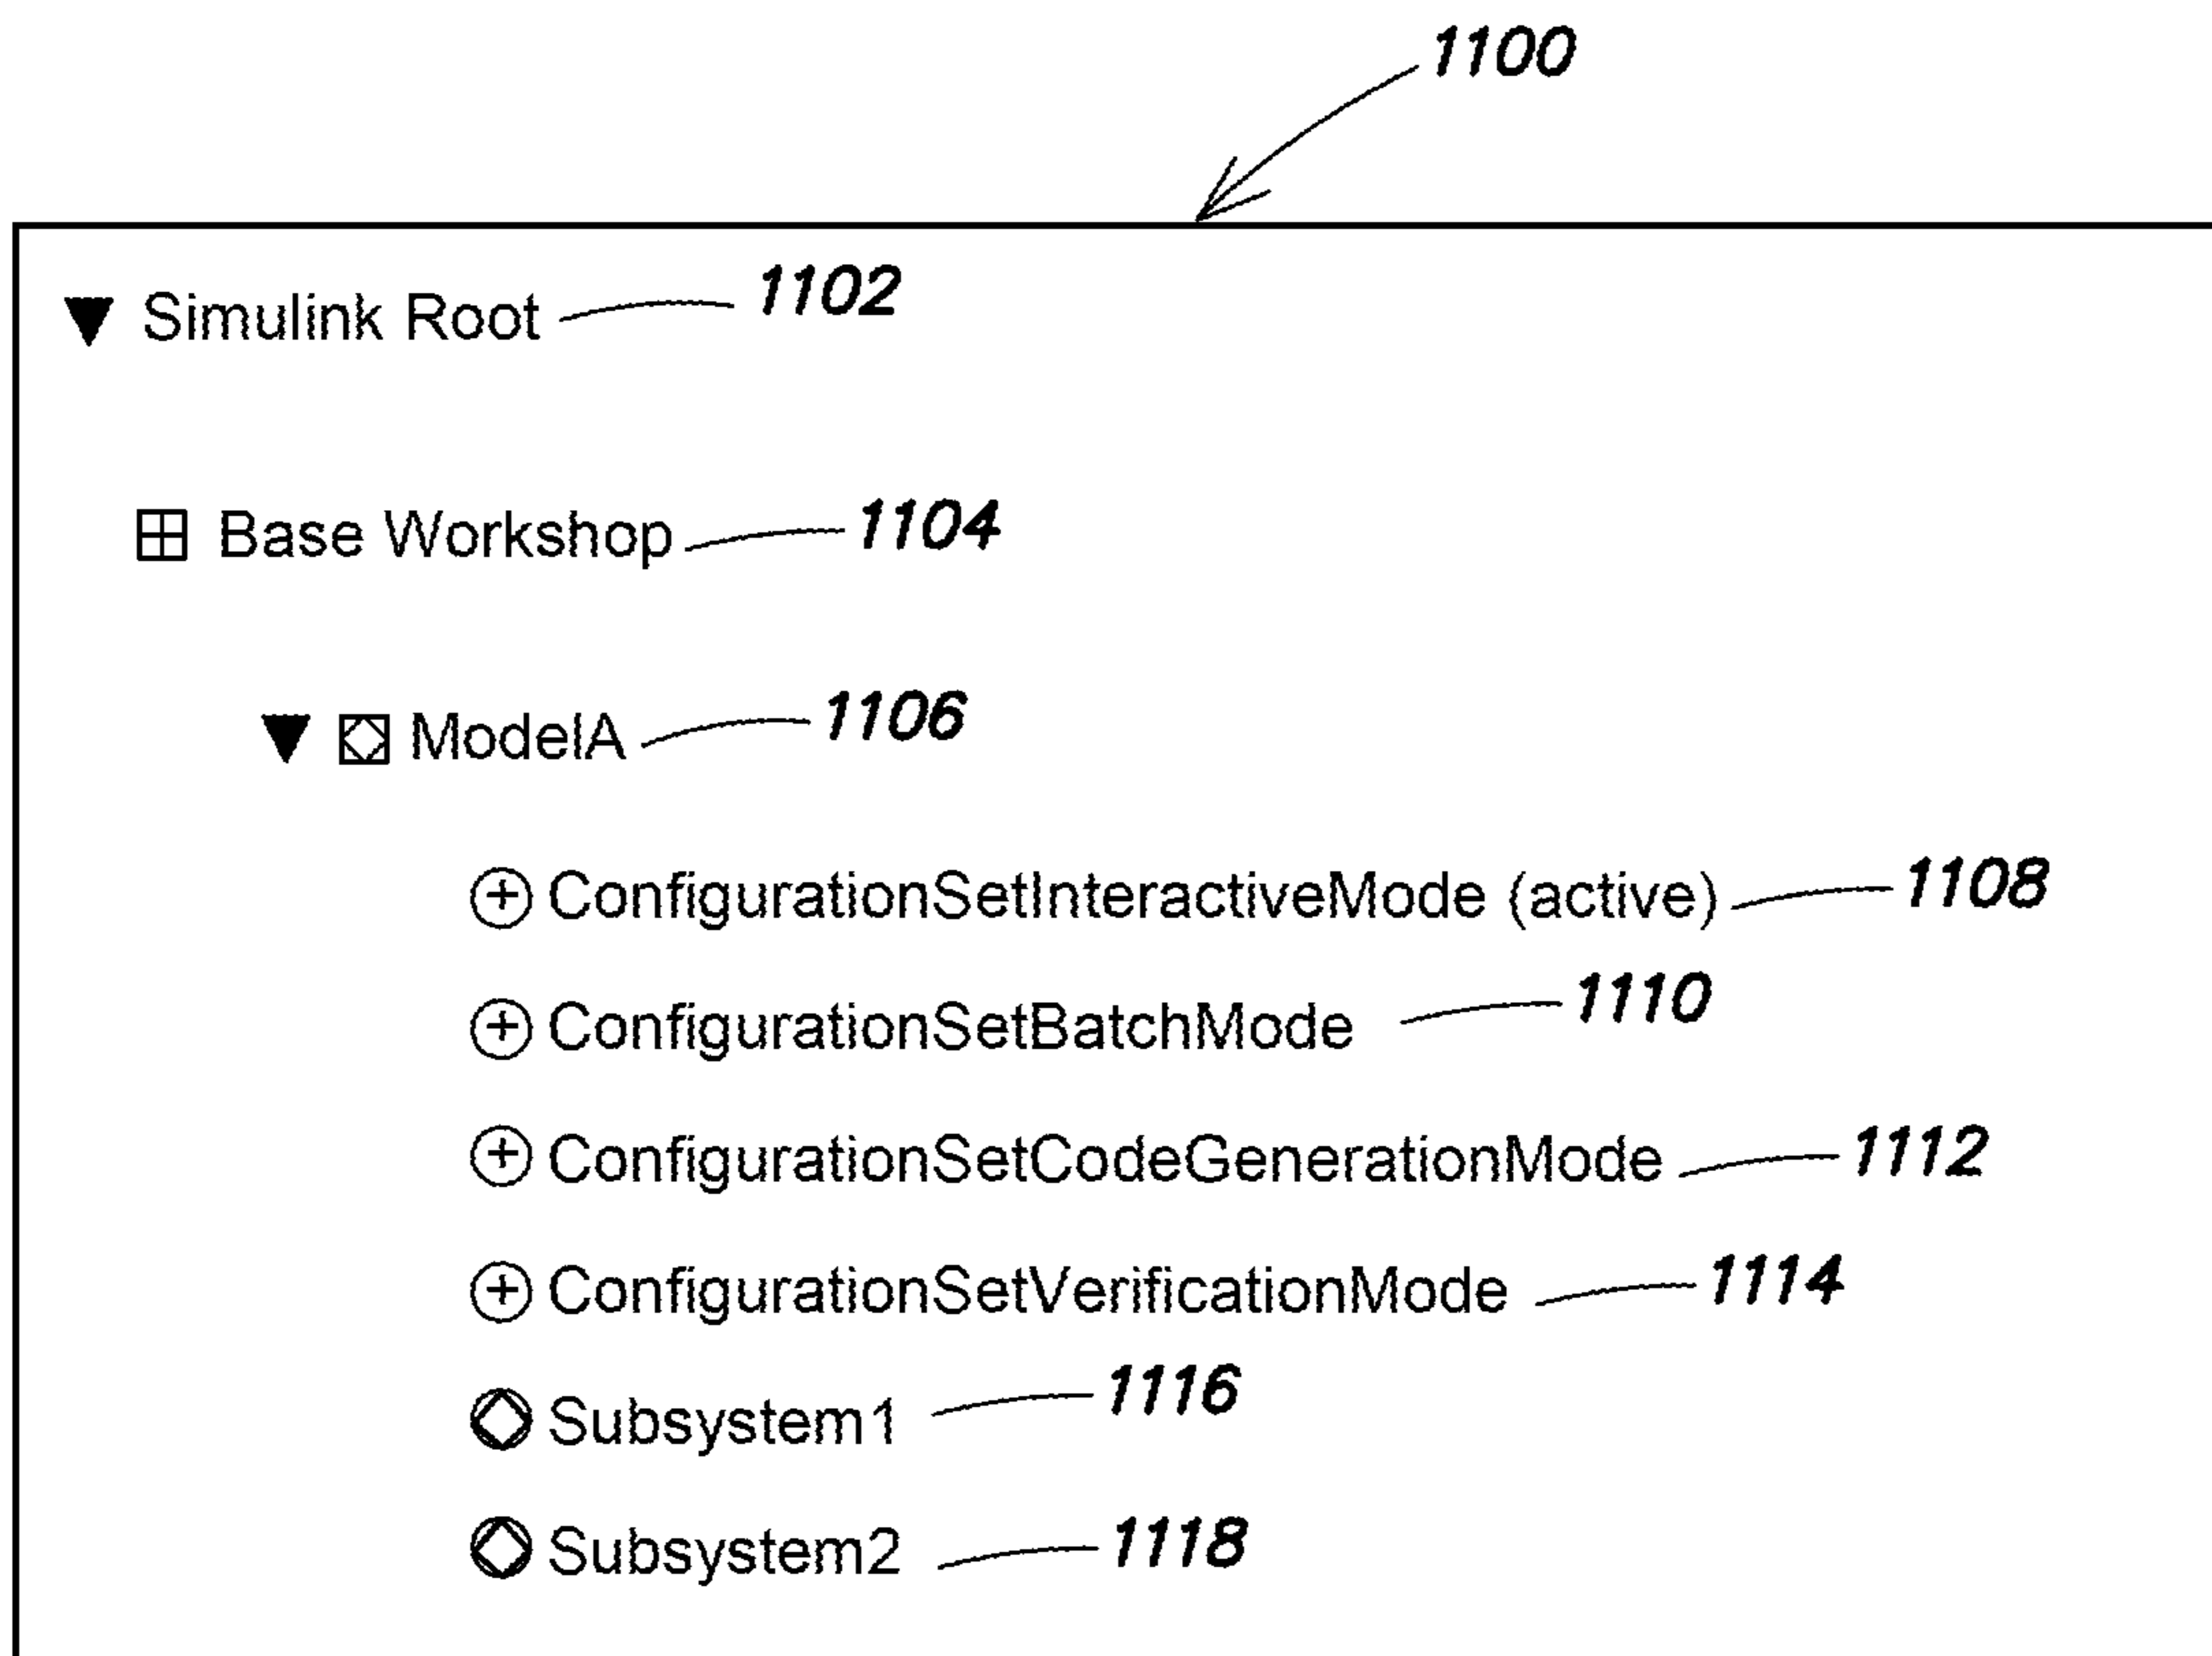 1100
Simulink Root 1102
Base Workshop 1104
ModelA 1106
ConfigurationSetInteractiveMode (active) 1108
ConfigurationSetBatchMode 1110
ConfigurationSetCodeGenerationMode 1112
ConfigurationSetVerificationMode 1114
Subsystem1 1116
Subsystem2 1118